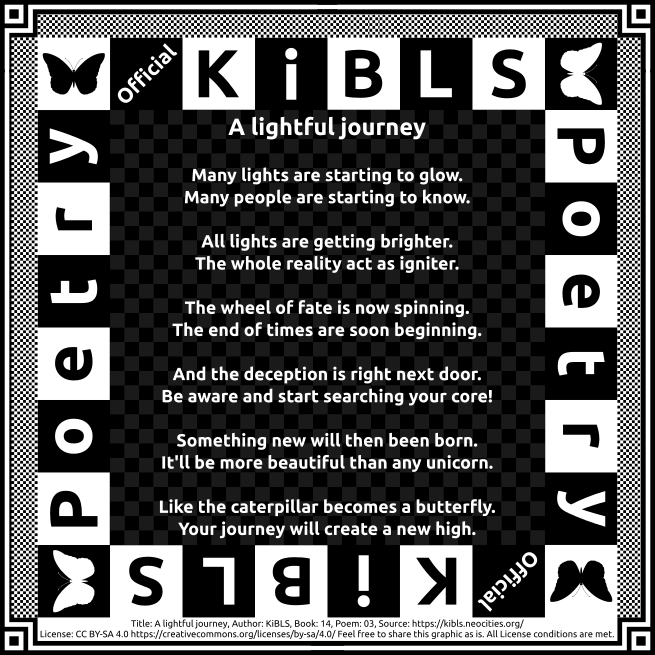 Official KiBLS
Poetry
Poetry
A lightful journey
Many lights are starting to glow.
Many people are starting to know.
All lights are getting brighter.
The whole reality act as igniter.
The wheel of fate is now spinning.
The end of times are soon beginning.
And the deception is right next door.
Be aware and start searching your core!
Something new will then been born.
It'll be more beautiful than any unicorn.
Like the caterpillar becomes a butterfly.
Your journey will create a new high.
Official KiBLS
Title: A lightful journey, Author: KiBLS, Book: 14, Poem: 03, Source: https://kibls.neocities.org/
License: CC BY-SA 4.0 https://creativecommons.org/licenses/by-sa/4.0/ Feel free to share this graphic as is. All License conditions are met.